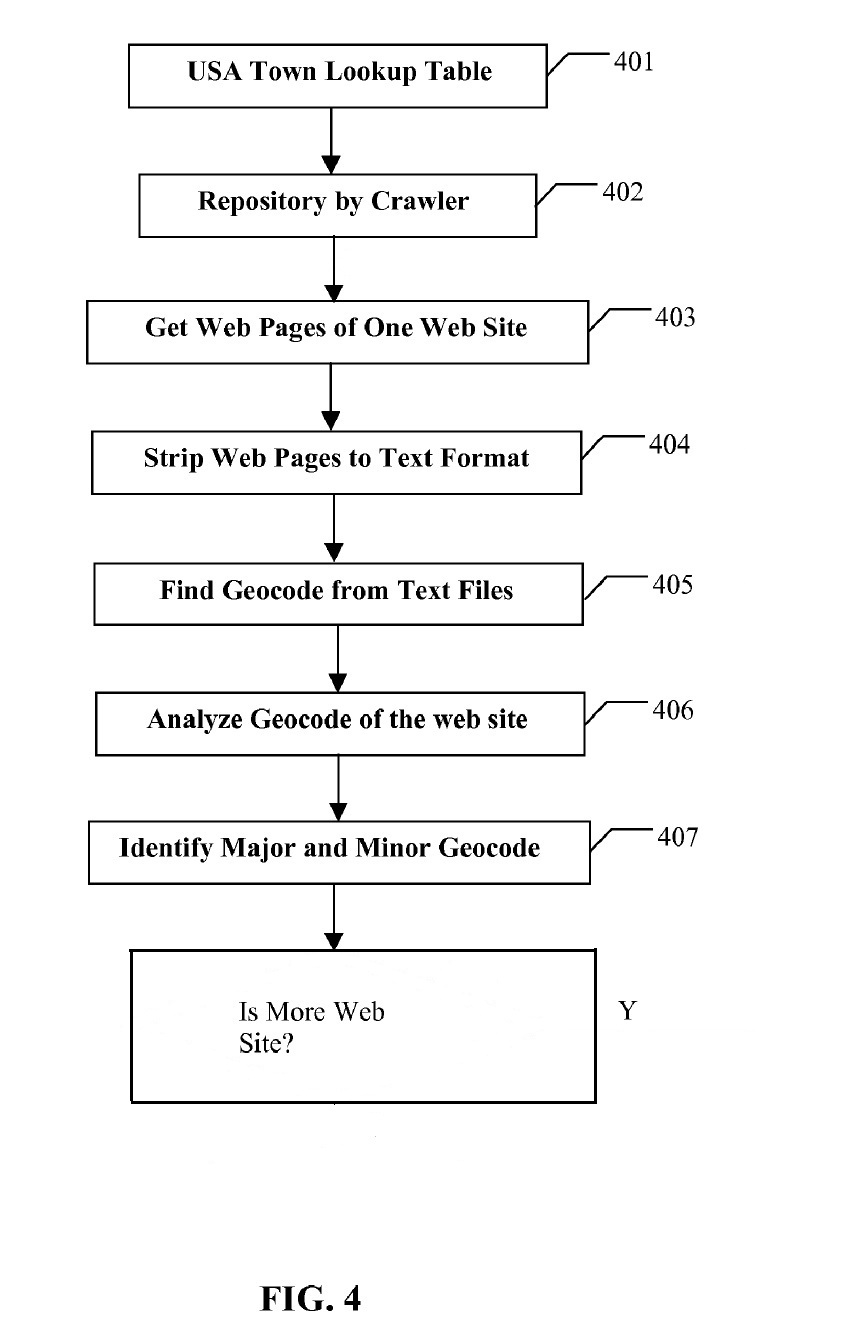 USA Town Lookup Table
401
Repository by Crawler
402
Get Web Pages of One Web Site
403
Strip Web Pages to Text Format
404
Find Geocode from Text Files
405
Analyze Geocode of the web site
406
Identify Major and Minor Geocode
407
Is More Web
Site?
Y
FIG. 4